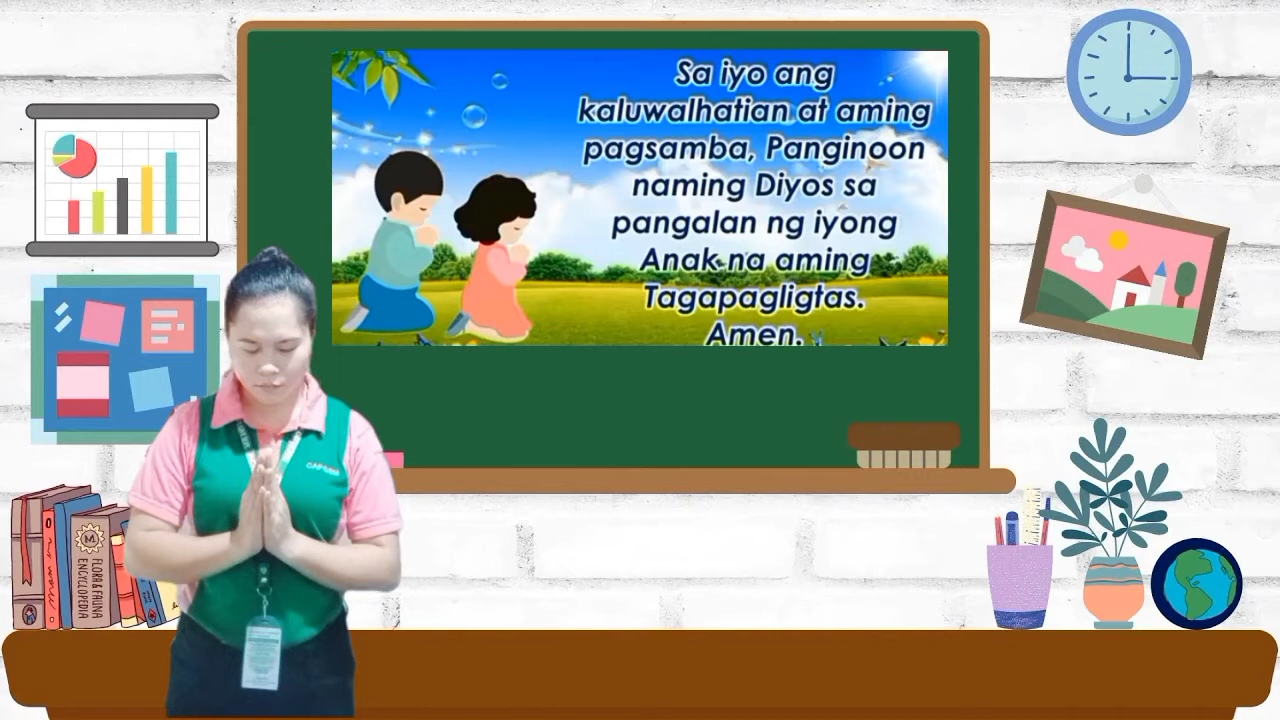 Sa iyo ang
kaluwalhatian at aming
pagsamba, Panginoon
naming Diyos sa
pangalan ng iyong
Anak na aming
Tagapagligtas.
Amen.
M
FLORA & FAUNA
ENCYCLOPEDIA